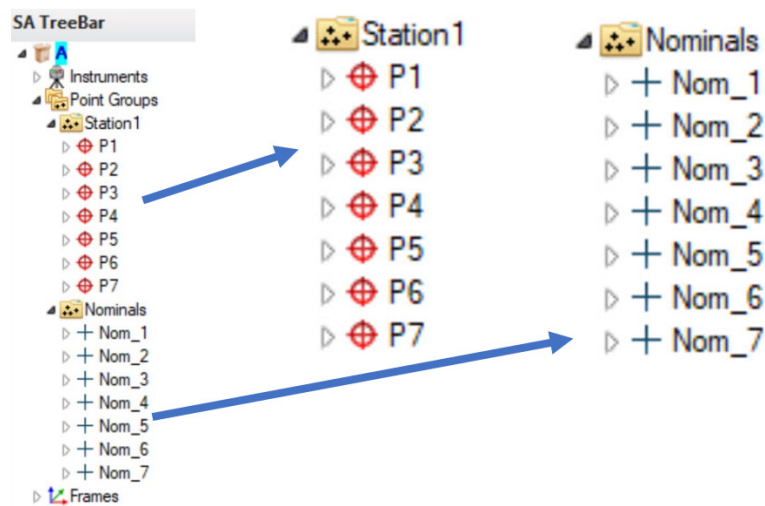 SA TreeBar
A
Instruments
Point Groups
Station1
P1
P2
P3
P4
P5
P6
P7
Nominals
Nom_1
Nom_2
Nom_3
Nom_4
Nom_5
Nom_6
Nom_7
Frames
Station1
P1
P2
P3
P4
P5
P6
P7
Nominals
Nom_1
Nom_2
Nom_3
Nom_4
Nom_5
Nom_6
Nom_7